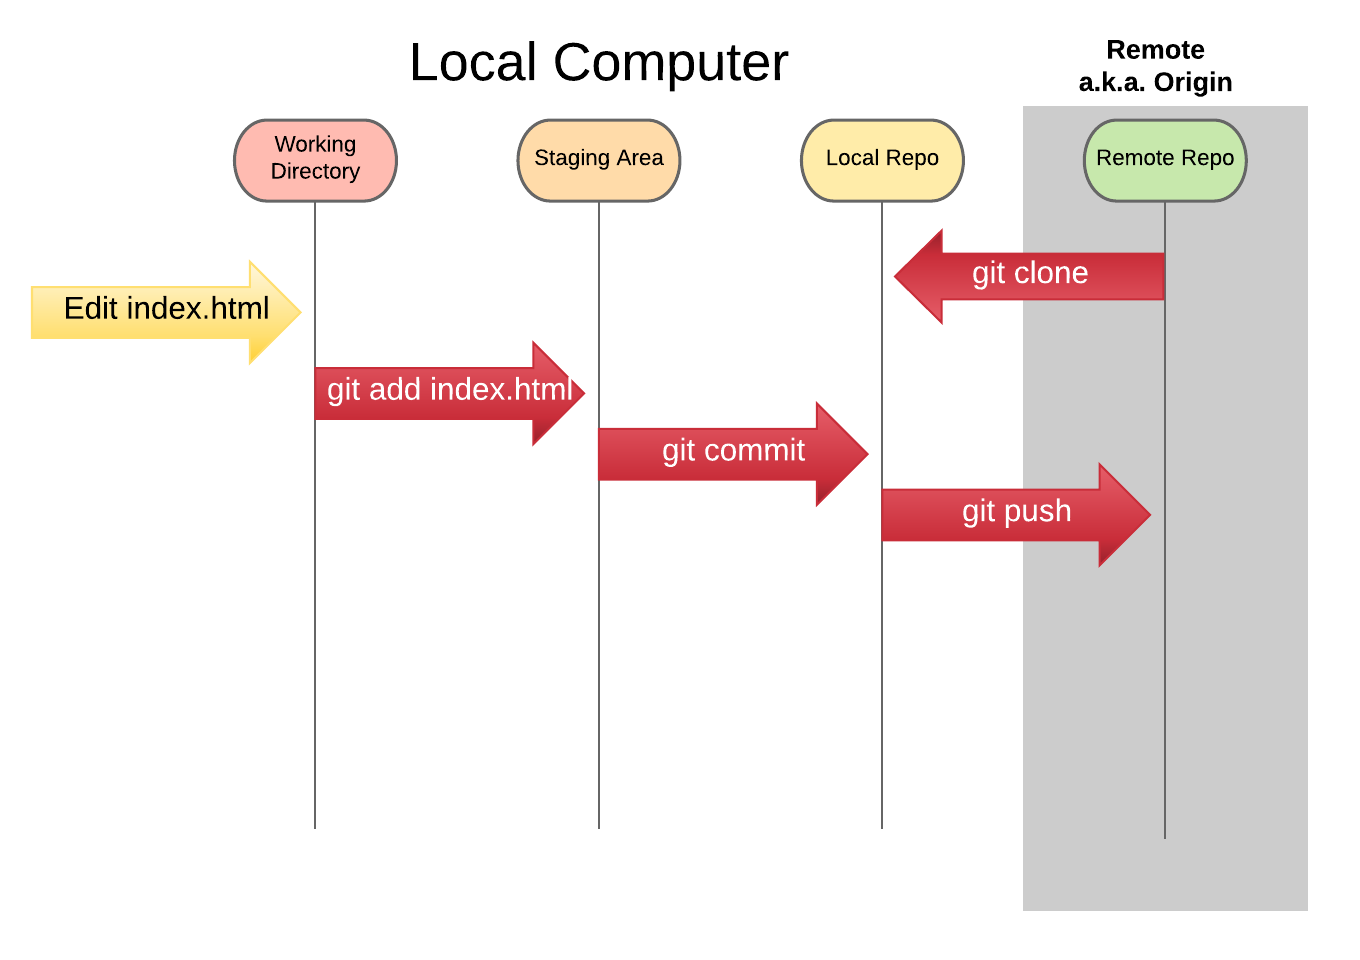 Local Computer
Remote
a.k.a. Origin
Working
Directory
Staging Area
Local Repo
Remote Repo
git clone
Edit index.html
git add index.html
git commit
git push